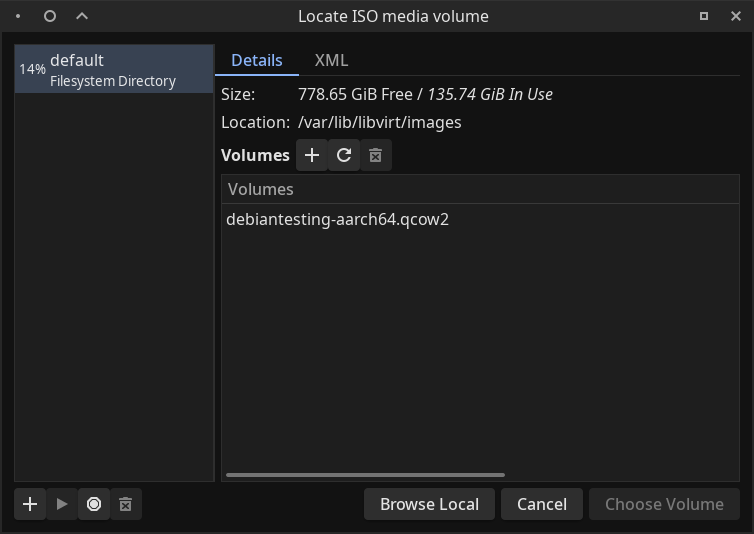 Locate ISO media volume
14% default
Filesystem Directory
Details XML
Size: 778.65 GiB Free / 135.74 GiB In Use
Location: /var/lib/libvirt/images
Volumes
Volumes
debiantesting-aarch64.qcow2
Browse Local Cancel Choose Volume